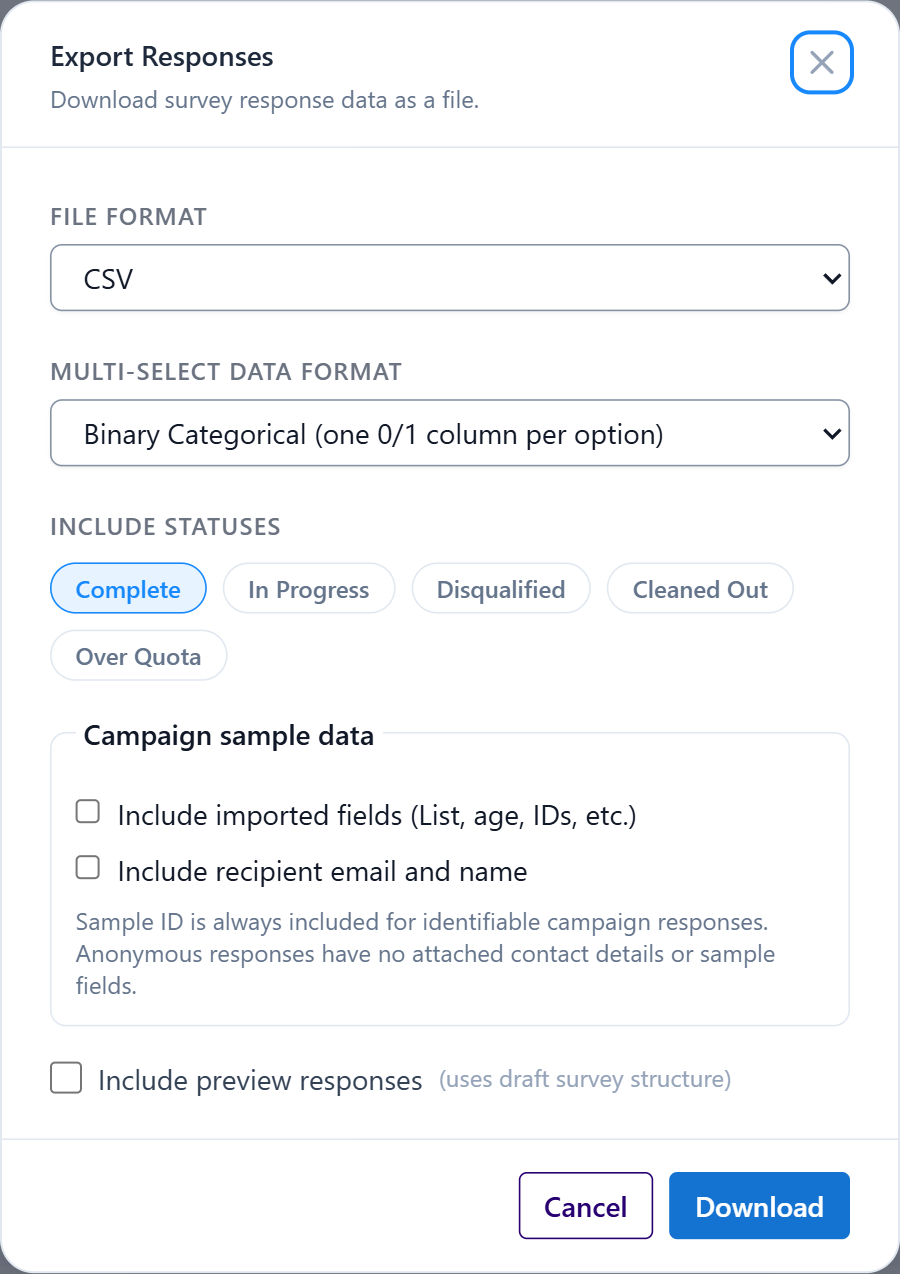 Export Responses
Download survey response data as a file.
FILE FORMAT
CSV
MULTI-SELECT DATA FORMAT
Binary Categorical (one 0/1 column per option)
INCLUDE STATUSES
Complete In Progress Disqualified Cleaned Out
Over Quota
Campaign sample data
Include imported fields (List, age, IDs, etc.)
Include recipient email and name
Sample ID is always included for identifiable campaign responses.
Anonymous responses have no attached contact details or sample
fields.
Include preview responses (uses draft survey structure)
Cancel Download